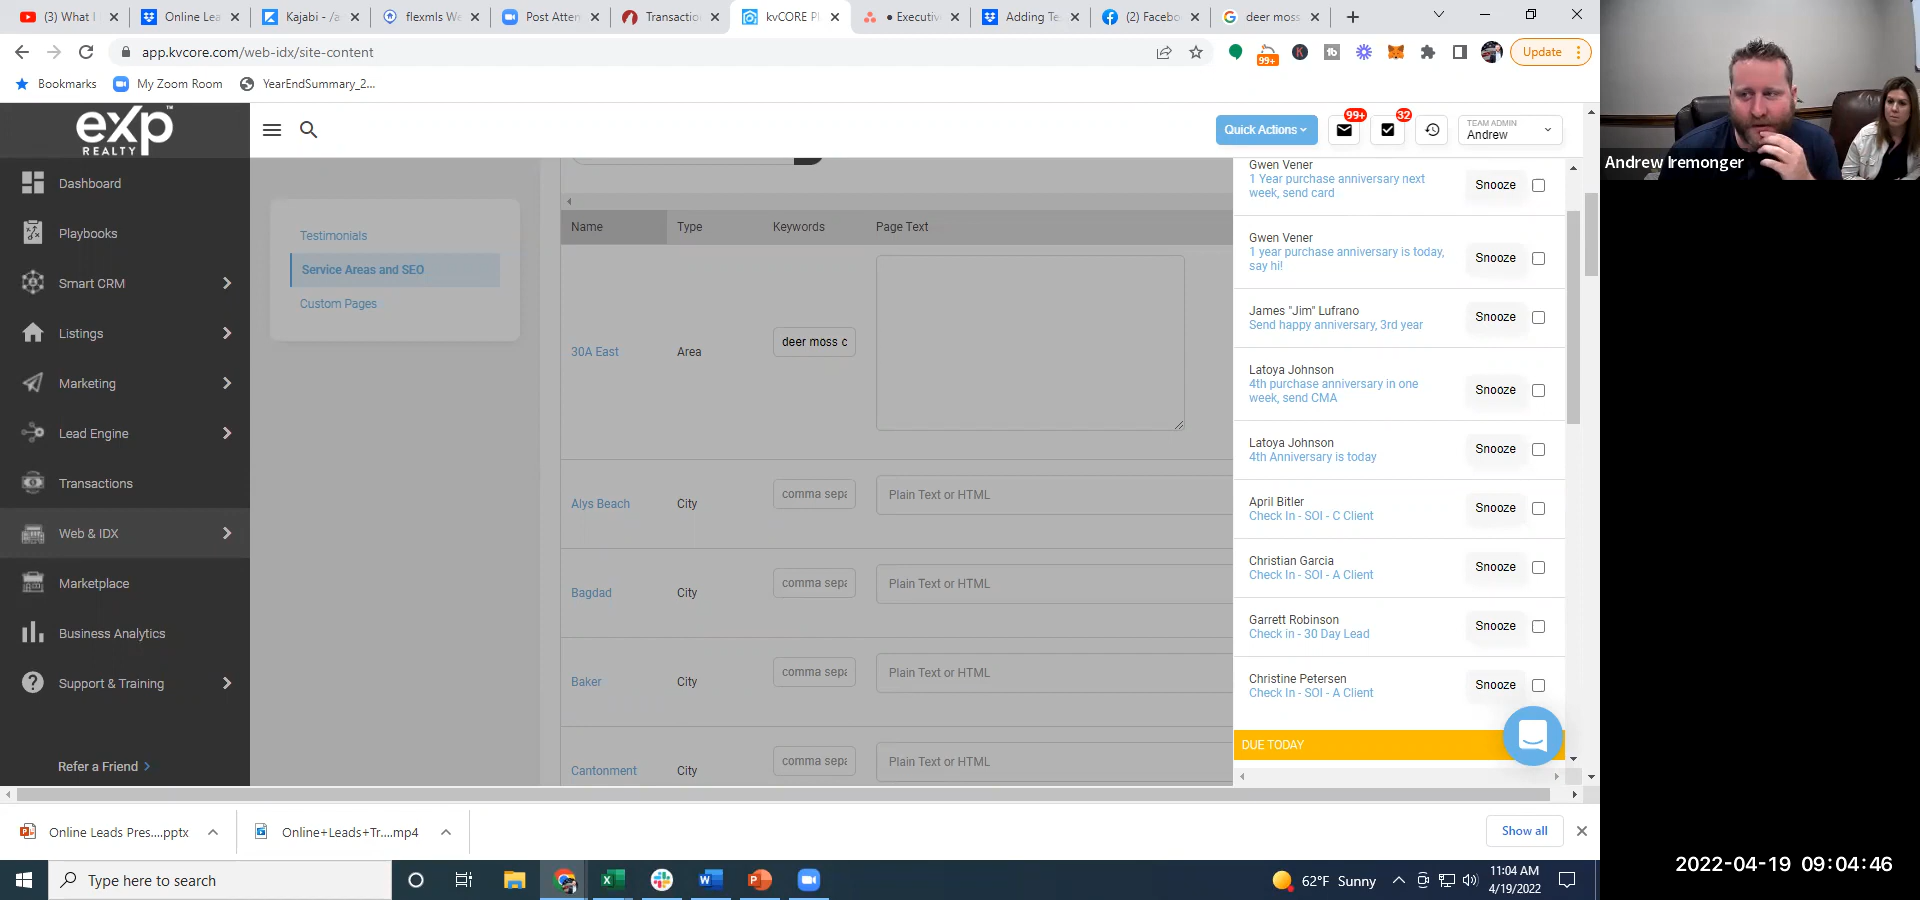 (3) What I
Online Lea
Kajabi - /a
flexmls We
Post Atten
Transactio
kvCORE Pl
• Executiv
Adding Te
(2) Facebo
deer moss
app.kvcore.com/web-idx/site-content
99+
Update
Bookmarks
My Zoom Room
YearEndSummary_2...
eXp
REALTY
Quick Actions
99+
32
TEAM ADMIN
Andrew
Dashboard
Playbooks
Smart CRM
Listings
Marketing
Lead Engine
Transactions
Web & IDX
Marketplace
Business Analytics
Support & Training
Refer a Friend
Testimonials
Service Areas and SEO
Custom Pages
Name Type Keywords Page Text
30A East Area deer moss c
Alys Beach City comma sepa Plain Text or HTML
Bagdad City comma sepa Plain Text or HTML
Baker City comma sepa Plain Text or HTML
Cantonment City comma sepa Plain Text or HTML
Gwen Vener
1 Year purchase anniversary next
week, send card
Snooze
Gwen Vener
1 year purchase anniversary is today,
say hi!
Snooze
James "Jim" Lufrano
Send happy anniversary, 3rd year
Snooze
Latoya Johnson
4th purchase anniversary in one
week, send CMA
Snooze
Latoya Johnson
4th Anniversary is today
Snooze
April Bitler
Check In - SOI - C Client
Snooze
Christian Garcia
Check In - SOI - A Client
Snooze
Garrett Robinson
Check in - 30 Day Lead
Snooze
Christine Petersen
Check In - SOI - A Client
Snooze
DUE TODAY
Andrew Iremonger
Online Leads Pres....pptx
Online+Leads+Tr....mp4
Show all
Type here to search
62°F Sunny
11:04 AM
4/19/2022
2022-04-19 09:04:46